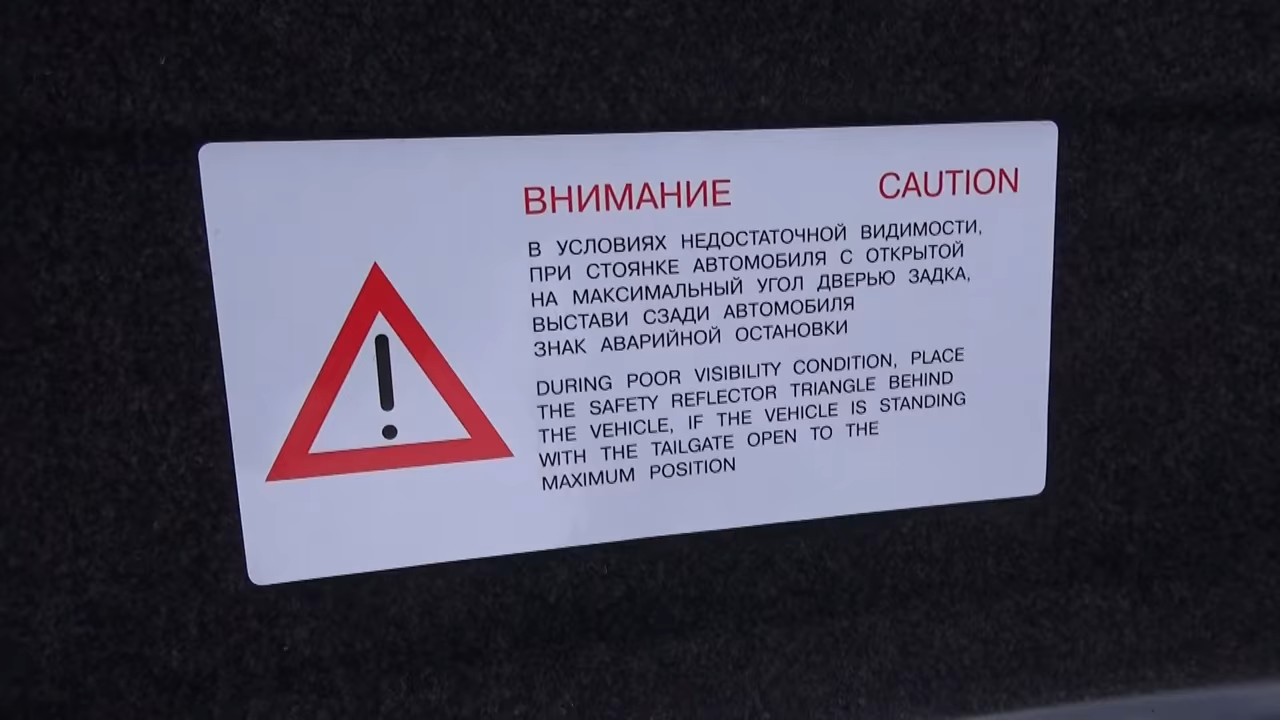 ВНИМАНИЕ CAUTION
В УСЛОВИЯХ НЕДОСТАТОЧНОЙ ВИДИМОСТИ,
ПРИ СТОЯНКЕ АВТОМОБИЛЯ С ОТКРЫТОЙ
НА МАКСИМАЛЬНЫЙ УГОЛ ДВЕРЬЮ ЗАДКА,
ВЫСТАВИ СЗАДИ АВТОМОБИЛЯ
ЗНАК АВАРИЙНОЙ ОСТАНОВКИ
DURING POOR VISIBILITY CONDITION, PLACE
THE SAFETY REFLECTOR TRIANGLE BEHIND
THE VEHICLE, IF THE VEHICLE IS STANDING
WITH THE TAILGATE OPEN TO THE
MAXIMUM POSITION